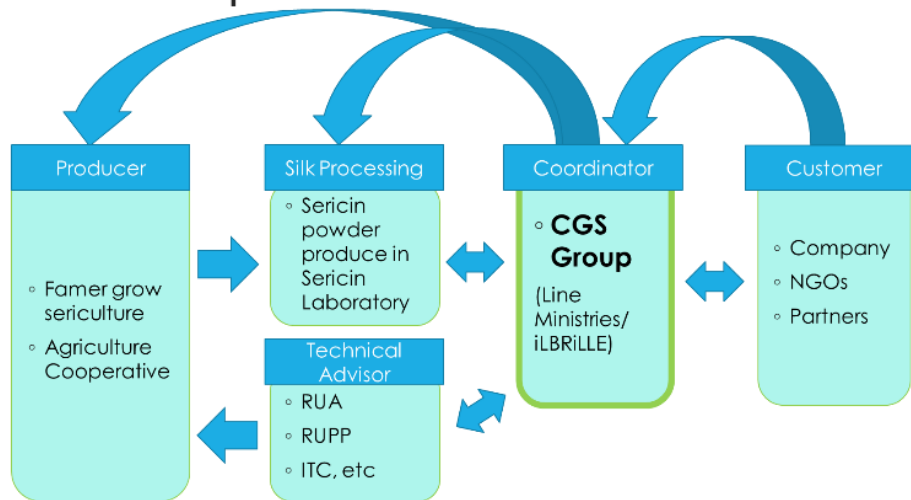 Producer
◦ Famer grow
sericulture
◦ Agriculture
Cooperative
Silk Processing
◦ Sericin
powder
produce in
Sericin
Laboratory
Technical
Advisor
◦ RUA
◦ RUPP
◦ ITC, etc
Coordinator
◦ CGS
Group
(Line
Ministries/
iLBRiLLE)
Customer
◦ Company
◦ NGOs
◦ Partners